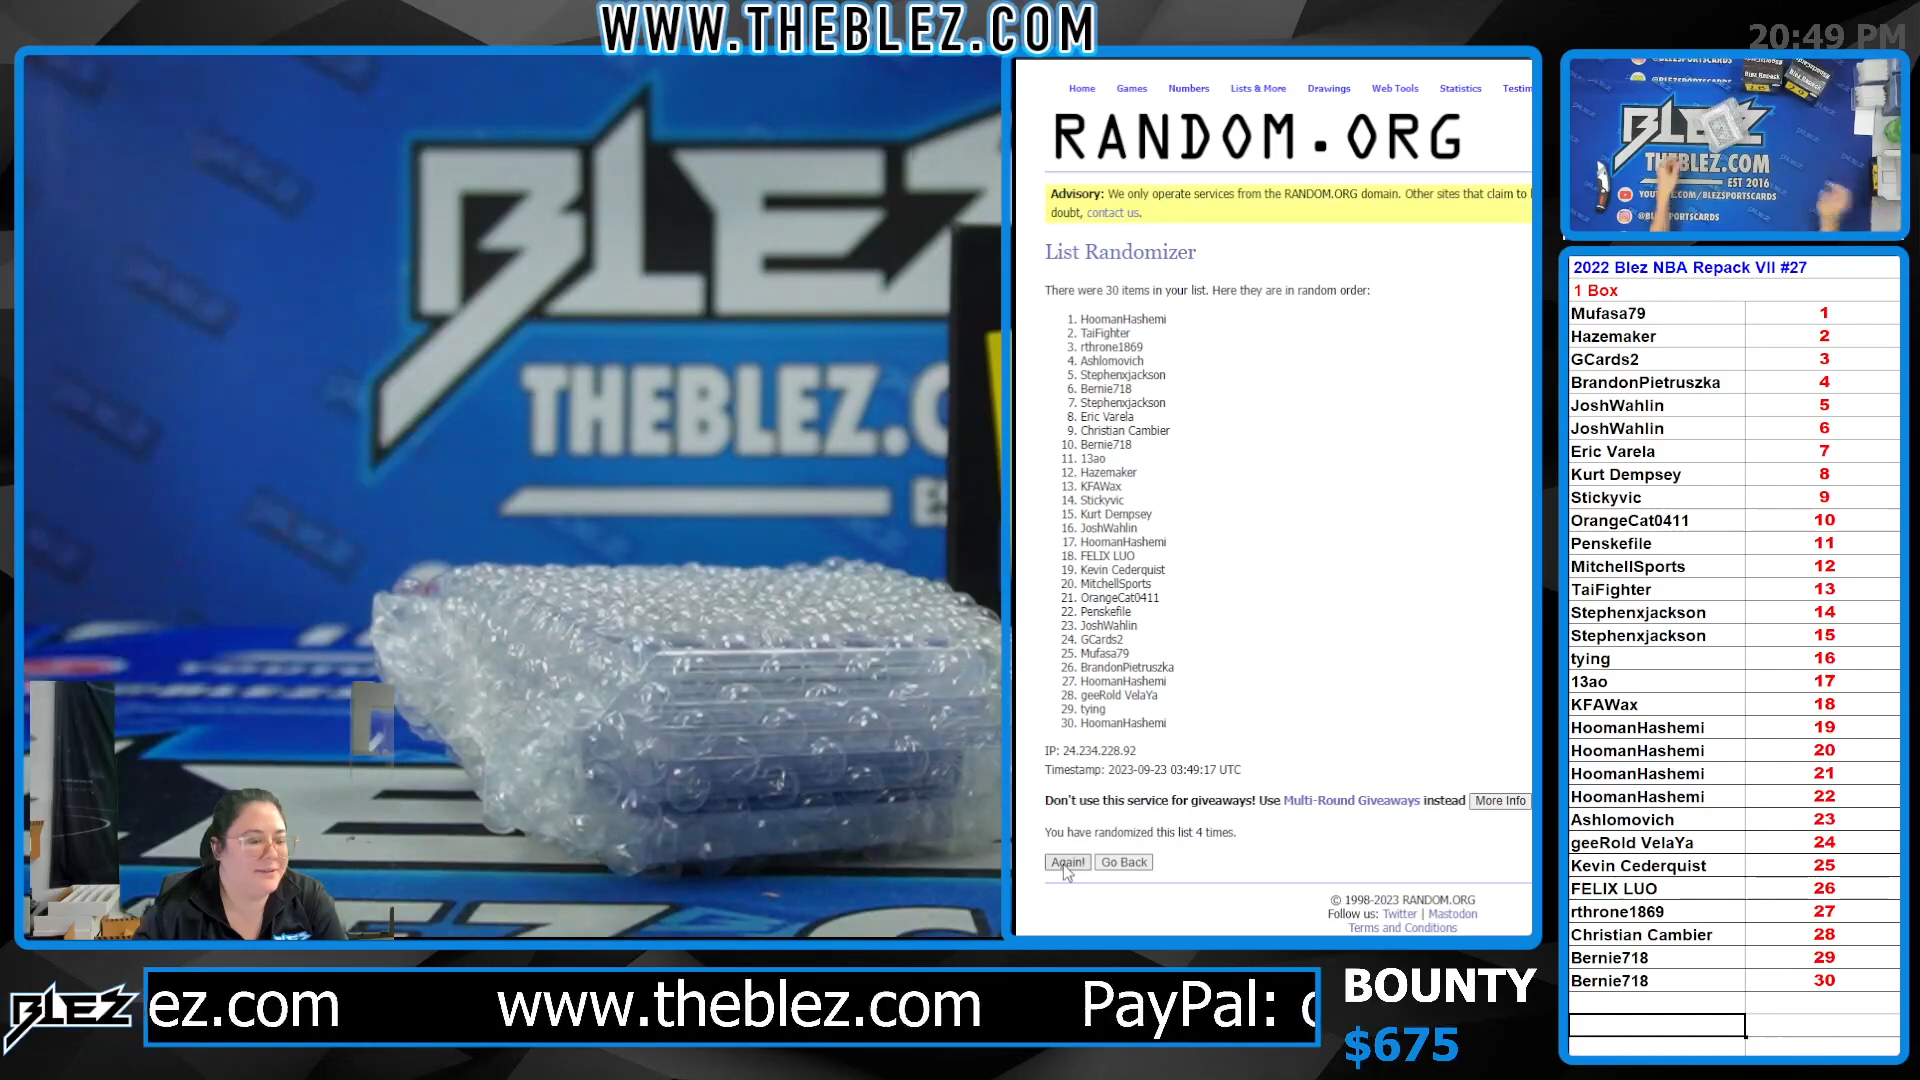 WWW.THEBLEZ.COM
20:49 PM
BLEZ
THEBLEZ.C
Home Games Numbers Lists & More Drawings Web Tools Statistics Testim
RANDOM.ORG
Advisory: We only operate services from the RANDOM.ORG domain. Other sites that claim to
doubt, contact us.
List Randomizer
There were 30 items in your list. Here they are in random order:
1. HoomanHashemi
2. TaiFighter
3. rthrone1869
4. Ashlomovich
5. Stephenxjackson
6. Bernie718
7. Stephenxjackson
8. Eric Varela
9. Christian Cambier
10. Bernie718
11. 13ao
12. Hazemaker
13. KFAWax
14. Stickyvic
15. Kurt Dempsey
16. JoshWahlin
17. HoomanHashemi
18. FELIX LUO
19. Kevin Cederquist
20. MitchellSports
21. OrangeCat0411
22. Penskefile
23. JoshWahlin
24. GCards2
25. Mufasa79
26. BrandonPietruszka
27. HoomanHashemi
28. geeRold VelaYa
29. tying
30. HoomanHashemi
IP: 24.234.228.92
Timestamp: 2023-09-23 03:49:17 UTC
Don't use this service for giveaways! Use Multi-Round Giveaways instead More Info
You have randomized this list 4 times.
Again! Go Back
© 1998-2023 RANDOM.ORG
Follow us: Twitter | Mastodon
Terms and Conditions
BLEZ
THEBLEZ.COM
EST 2016
2022 Blez NBA Repack VII #27
1 Box
Mufasa79 1
Hazemaker 2
GCards2 3
BrandonPietruszka 4
JoshWahlin 5
JoshWahlin 6
Eric Varela 7
Kurt Dempsey 8
Stickyvic 9
OrangeCat0411 10
Penskefile 11
MitchellSports 12
TaiFighter 13
Stephenxjackson 14
Stephenxjackson 15
tying 16
13ao 17
KFAWax 18
HoomanHashemi 19
HoomanHashemi 20
HoomanHashemi 21
HoomanHashemi 22
Ashlomovich 23
geeRold VelaYa 24
Kevin Cederquist 25
FELIX LUO 26
rthrone1869 27
Christian Cambier 28
Bernie718 29
Bernie718 30
BLEZ
ez.com www.theblez.com PayPal:
BOUNTY
$675